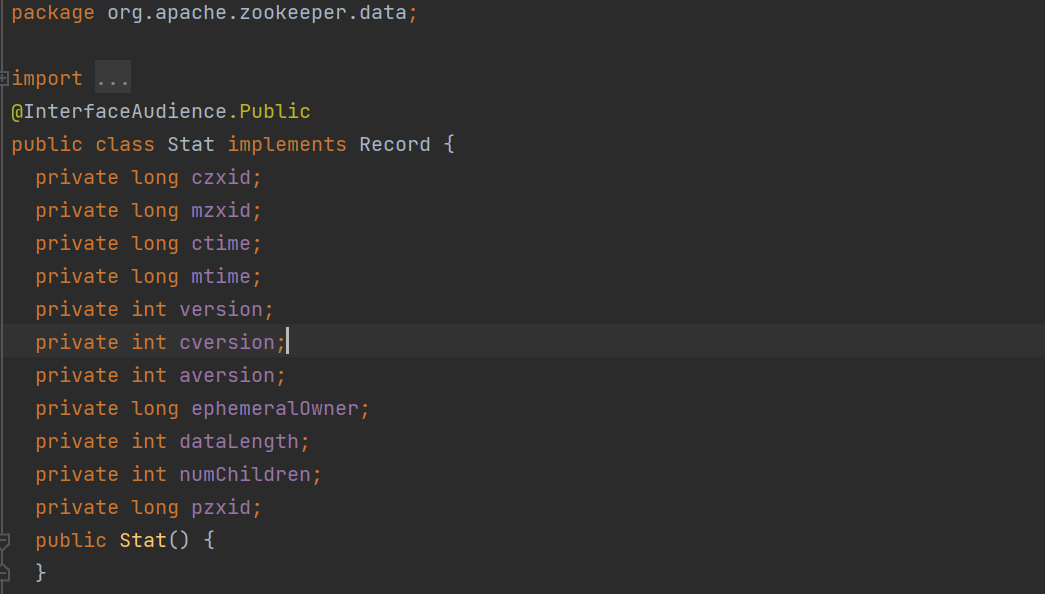 package org.apache.zookeeper.data;
import ...
@InterfaceAudience.Public
public class Stat implements Record {
private long czxid;
private long mzxid;
private long ctime;
private long mtime;
private int version;
private int cversion;
private int aversion;
private long ephemeralOwner;
private int dataLength;
private int numChildren;
private long pzxid;
public Stat() {
}